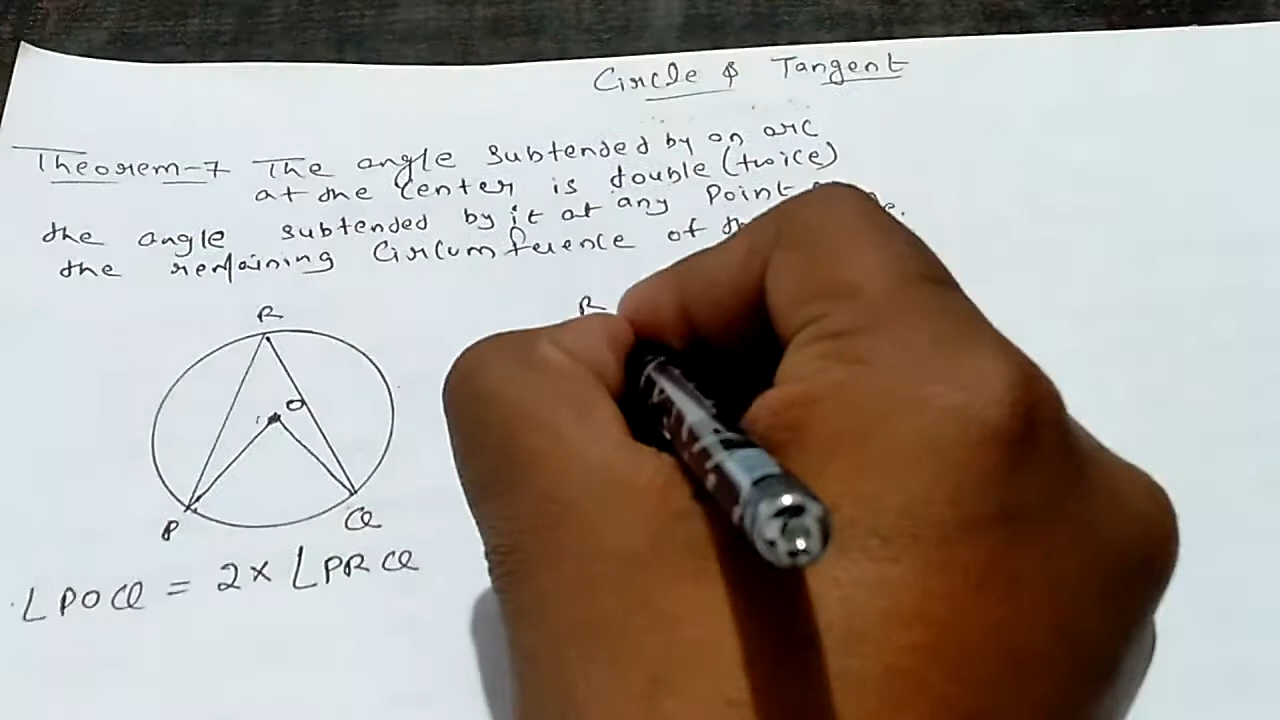 Circle & Tangent
Theorem-7 The angle subtended by an arc
at the center is double (twice)
the angle subtended by it at any Point
the remaining Circumference of
R
R
O
P
Q
∠POQ = 2× ∠PRQ